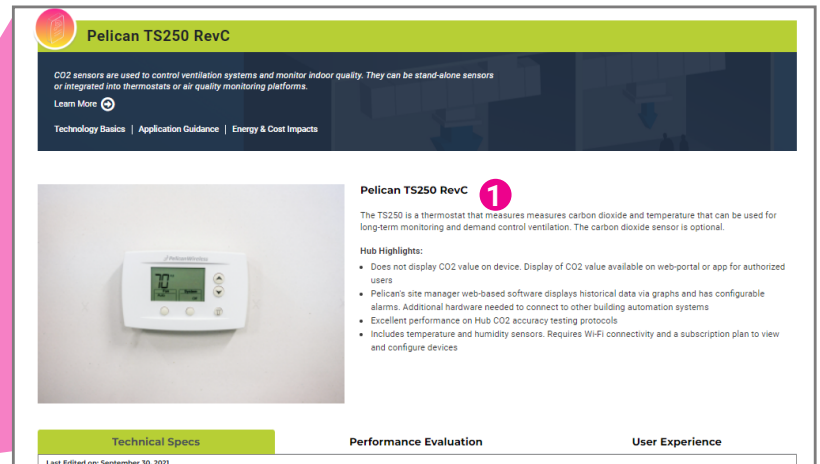 Pelican TS250 RevC
CO2 sensors are used to control ventilation systems and monitor indoor quality. They can be stand-alone sensors
or integrated into thermostats or air quality monitoring platforms.
Learn More
Technology Basics | Application Guidance | Energy & Cost Impacts
Pelican TS250 RevC 1
The TS250 is a thermostat that measures measures carbon dioxide and temperature that can be used for
long-term monitoring and demand control ventilation. The carbon dioxide sensor is optional.
Hub Highlights:
• Does not display CO2 value on device. Display of CO2 value available on web-portal or app for authorized
users
• Pelican's site manager web-based software displays historical data via graphs and has configurable
alarms. Additional hardware needed to connect to other building automation systems
• Excellent performance on Hub CO2 accuracy testing protocols
• Includes temperature and humidity sensors. Requires Wi-Fi connectivity and a subscription plan to view
and configure devices
PelicanWireless
70
Fan System
Technical Specs Performance Evaluation User Experience
Last Edited on: September 30, 2021